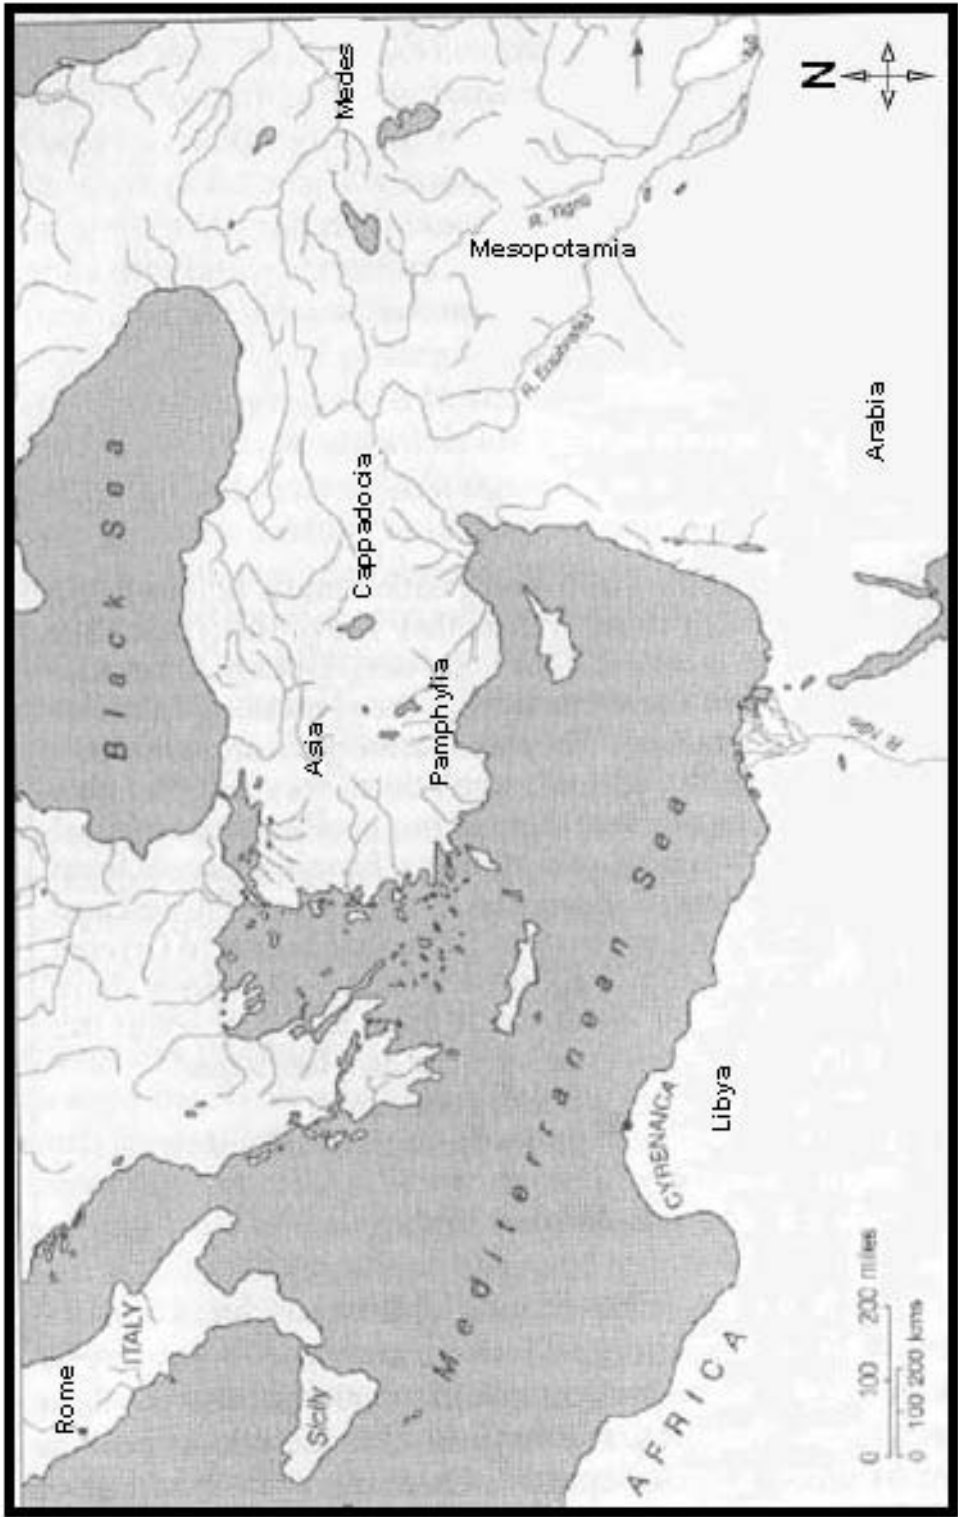 Medes
N
R. Tigris
Mesopotamia
R. Euphrates
Black Sea
Cappadocia
Arabia
Asia
Pamphylia
R. Nile
Mediterranean Sea
CYRENAICA
Libya
ITALY
Rome
Sicily
AFRICA
0 100 200 miles
0 100 200 kms